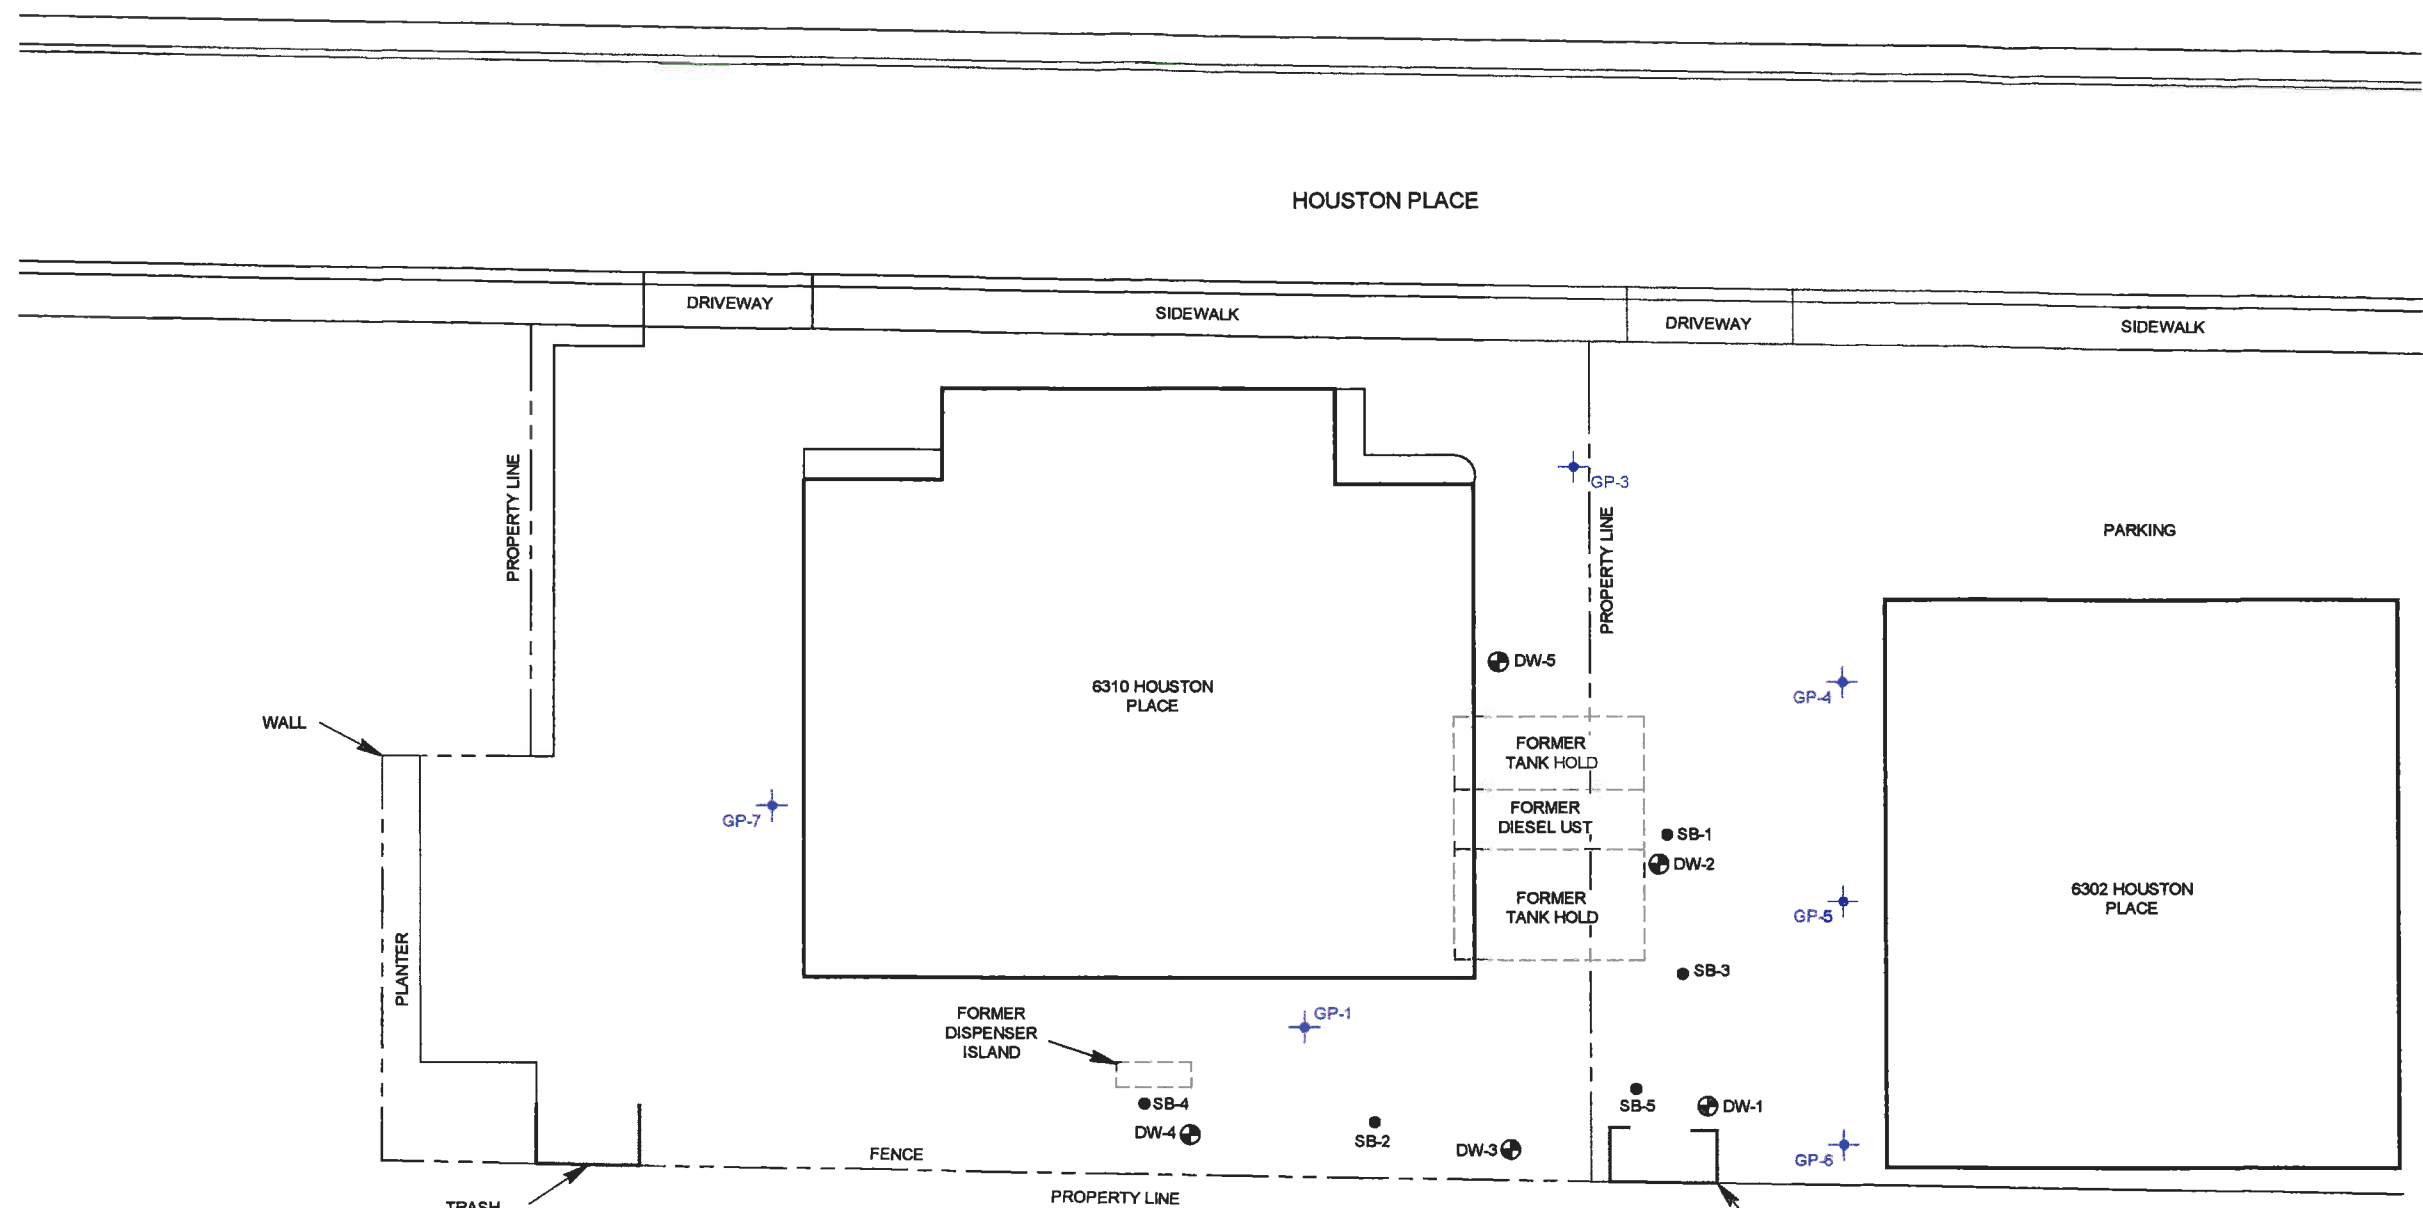 HOUSTON PLACE
DRIVEWAY
SIDEWALK
DRIVEWAY
SIDEWALK
PROPERTY LINE
GP-3
PROPERTY LINE
PARKING
DW-5
6310 HOUSTON
PLACE
GP-4
WALL
FORMER
TANK HOLD
GP-7
FORMER
DIESEL UST
SB-1
DW-2
FORMER
TANK HOLD
GP-5
6302 HOUSTON
PLACE
PLANTER
SB-3
FORMER
DISPENSER
ISLAND
GP-1
SB-4
DW-4
SB-2
DW-3
SB-5
DW-1
FENCE
GP-6
PROPERTY LINE
TRASH